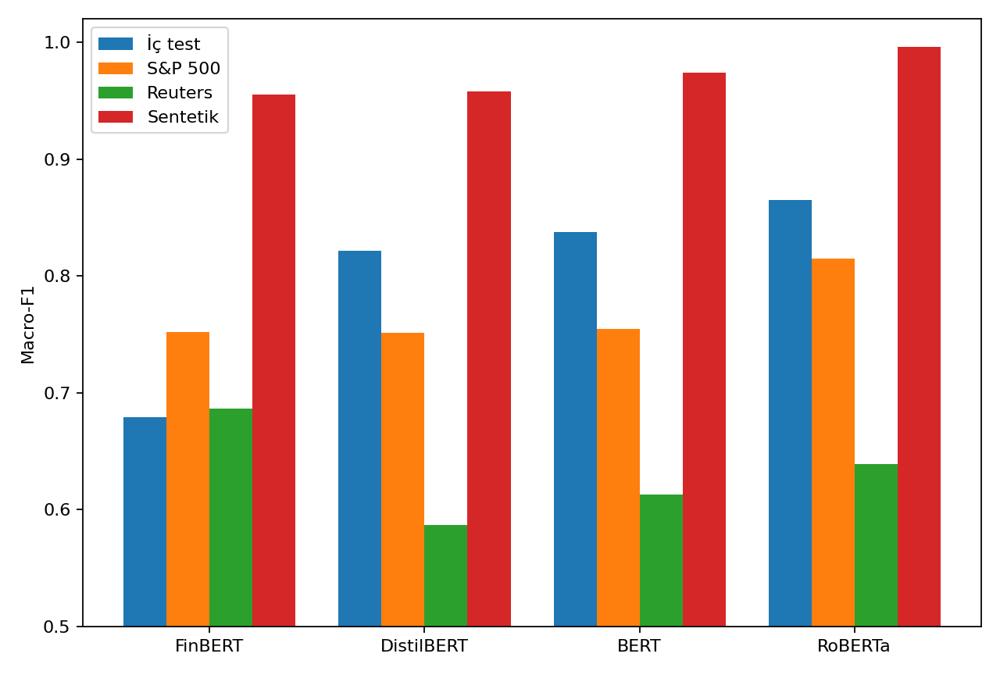 İç test
S&P 500
Reuters
Sentetik
Macro-F1
1.0
0.9
0.8
0.7
0.6
0.5
FinBERT
DistilBERT
BERT
RoBERTa